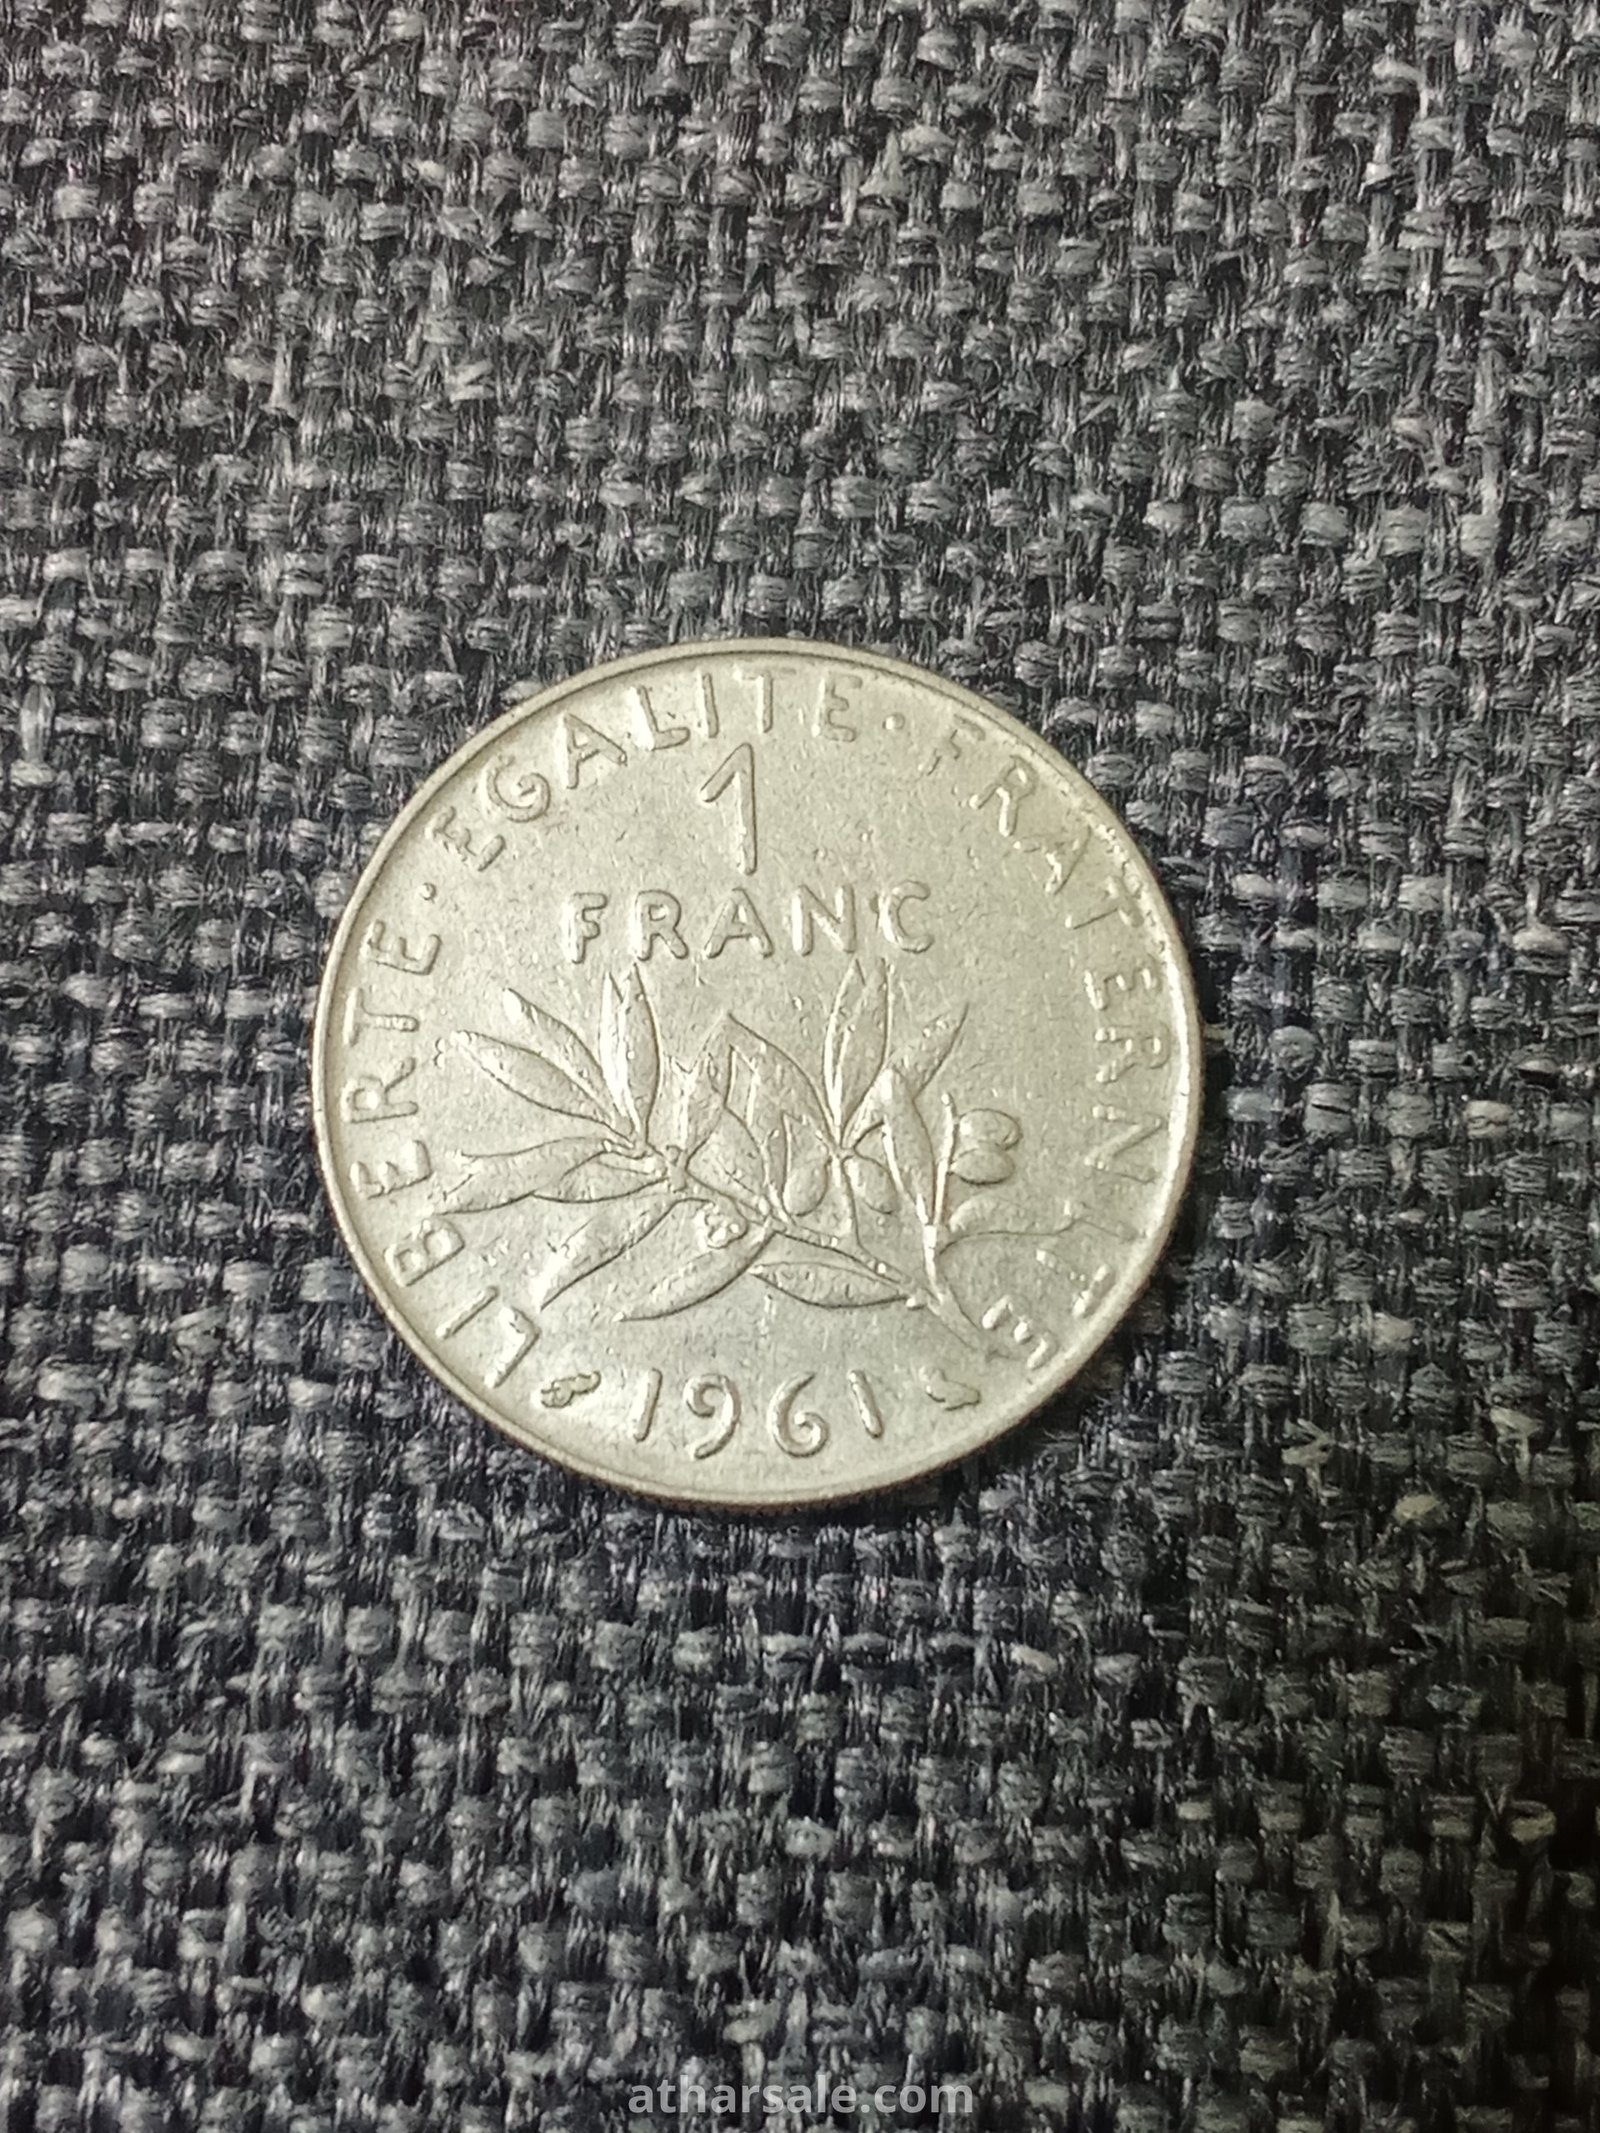 LIBERTE · EGALITE · FRATERNITE
1
FRANC
1961
atharsale.com